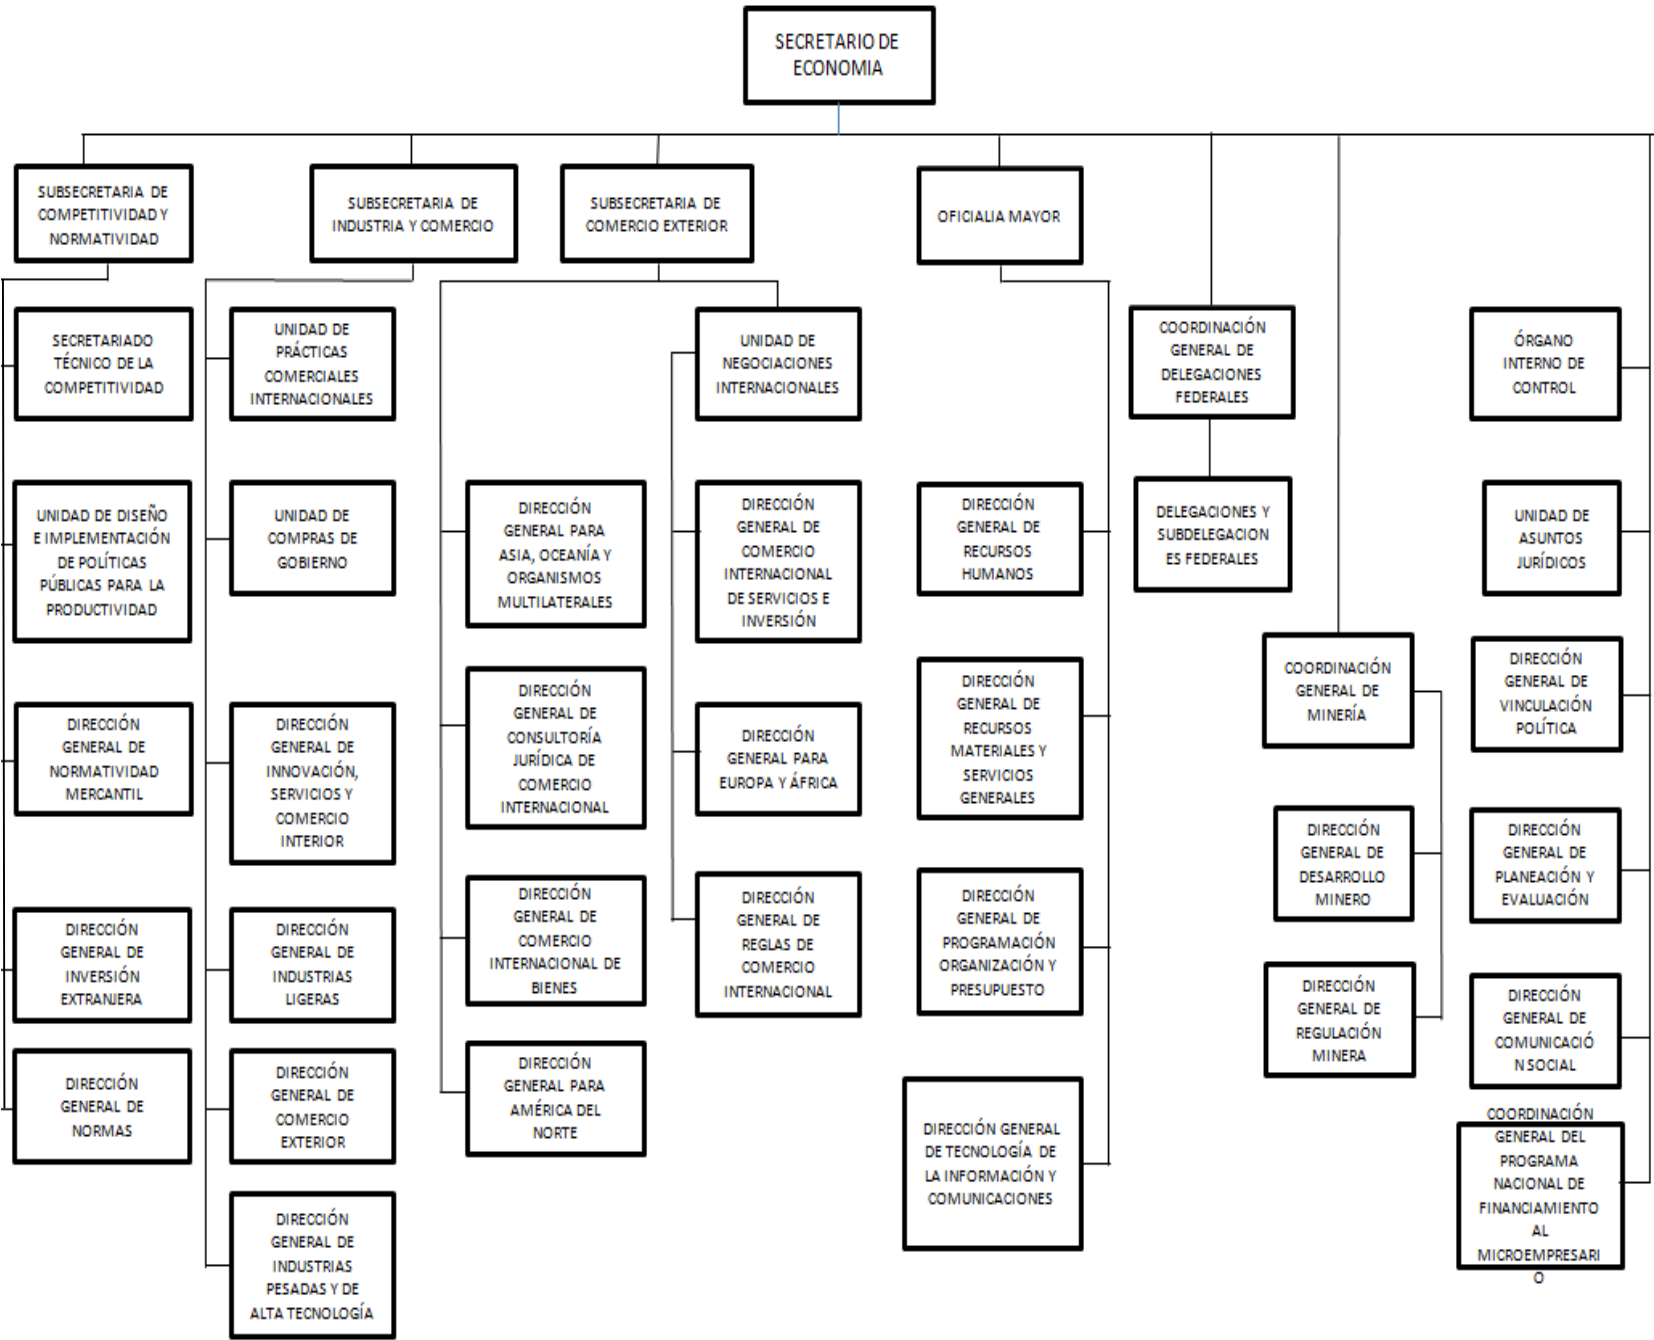 SECRETARIO DE
ECONOMIA
SUBSECRETARIA DE
COMPETITIVIDAD Y
NORMATIVIDAD
SUBSECRETARIA DE
INDUSTRIA Y COMERCIO
SUBSECRETARIA DE
COMERCIO EXTERIOR
OFICIALIA MAYOR
SECRETARIADO
TÉCNICO DE LA
COMPETITIVIDAD
UNIDAD DE
PRÁCTICAS
COMERCIALES
INTERNACIONALES
UNIDAD DE
NEGOCIACIONES
INTERNACIONALES
COORDINACIÓN
GENERAL DE
DELEGACIONES
FEDERALES
ÓRGANO
INTERNO DE
CONTROL
UNIDAD DE DISEÑO
E IMPLEMENTACIÓN
DE POLÍTICAS
PÚBLICAS PARA LA
PRODUCTIVIDAD
UNIDAD DE
COMPRAS DE
GOBIERNO
DIRECCIÓN
GENERAL PARA
ASIA, OCEANÍA Y
ORGANISMOS
MULTILATERALES
DIRECCIÓN
GENERAL DE
COMERCIO
INTERNACIONAL
DE SERVICIOS E
INVERSIÓN
DIRECCIÓN
GENERAL DE
RECURSOS
HUMANOS
DELEGACIONES Y
SUBDELEGACION
ES FEDERALES
UNIDAD DE
ASUNTOS
JURÍDICOS
DIRECCIÓN
GENERAL DE
NORMATIVIDAD
MERCANTIL
DIRECCIÓN
GENERAL DE
INNOVACIÓN,
SERVICIOS Y
COMERCIO
INTERIOR
DIRECCIÓN
GENERAL DE
CONSULTORÍA
JURÍDICA DE
COMERCIO
INTERNACIONAL
DIRECCIÓN
GENERAL PARA
EUROPA Y ÁFRICA
DIRECCIÓN
GENERAL DE
RECURSOS
MATERIALES Y
SERVICIOS
GENERALES
COORDINACIÓN
GENERAL DE
MINERÍA
DIRECCIÓN
GENERAL DE
VINCULACIÓN
POLÍTICA
DIRECCIÓN
GENERAL DE
INVERSIÓN
EXTRANJERA
DIRECCIÓN
GENERAL DE
INDUSTRIAS
LIGERAS
DIRECCIÓN
GENERAL DE
COMERCIO
INTERNACIONAL DE
BIENES
DIRECCIÓN
GENERAL DE
REGLAS DE
COMERCIO
INTERNACIONAL
DIRECCIÓN
GENERAL DE
PROGRAMACIÓN
ORGANIZACIÓN Y
PRESUPUESTO
DIRECCIÓN
GENERAL DE
DESARROLLO
MINERO
DIRECCIÓN
GENERAL DE
PLANEACIÓN Y
EVALUACIÓN
DIRECCIÓN
GENERAL DE
NORMAS
DIRECCIÓN
GENERAL DE
COMERCIO
EXTERIOR
DIRECCIÓN
GENERAL PARA
AMÉRICA DEL
NORTE
DIRECCIÓN GENERAL
DE TECNOLOGÍA DE
LA INFORMACIÓN Y
COMUNICACIONES
DIRECCIÓN
GENERAL DE
REGULACIÓN
MINERA
DIRECCIÓN
GENERAL DE
COMUNICACIÓ
N SOCIAL
DIRECCIÓN
GENERAL DE
INDUSTRIAS
PESADAS Y DE
ALTA TECNOLOGÍA
COORDINACIÓN
GENERAL DEL
PROGRAMA
NACIONAL DE
FINANCIAMIENTO
AL
MICROEMPRESARI
O